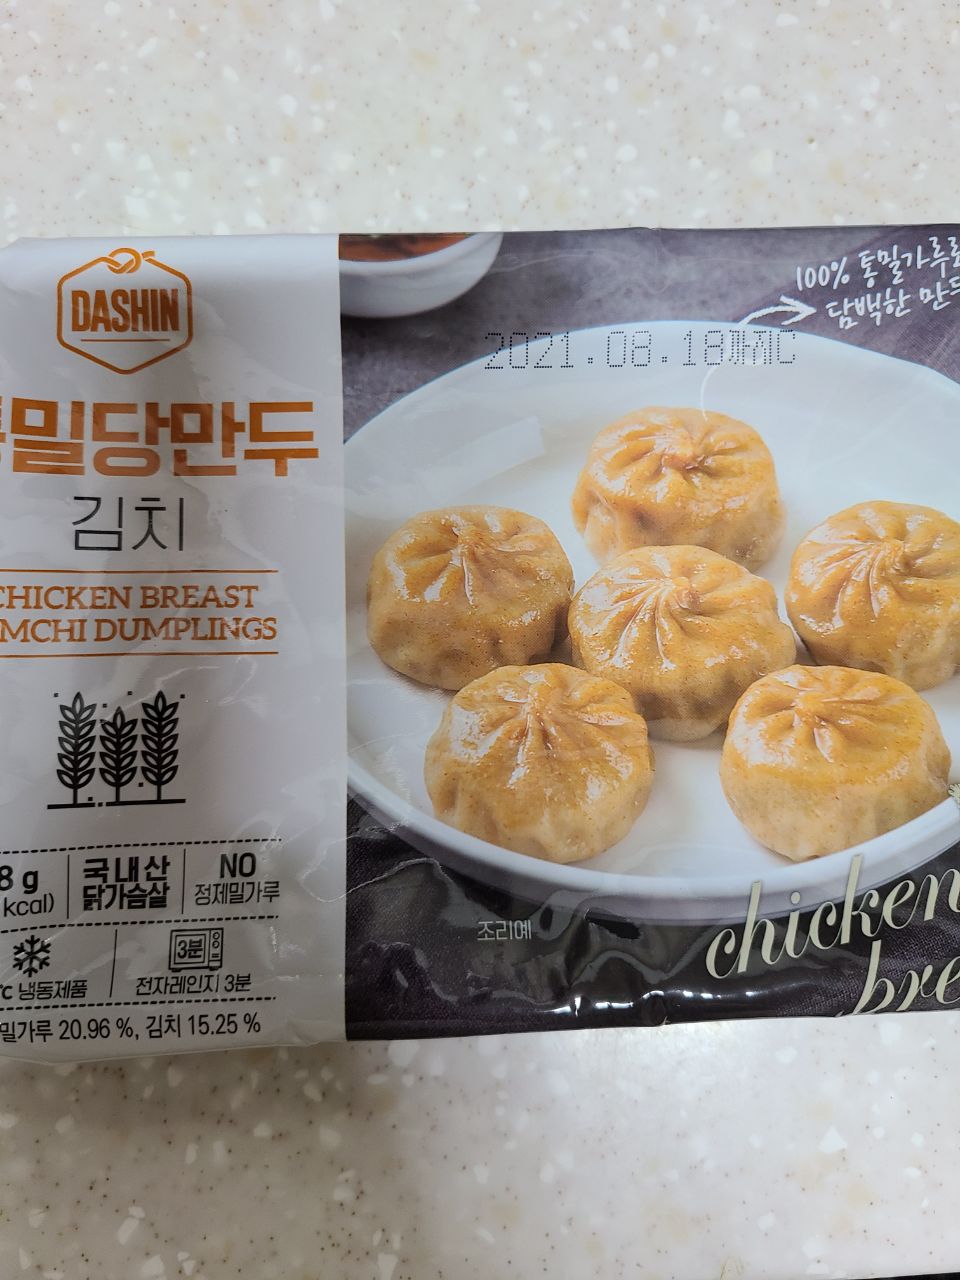 DASHIN
밀당만두
김치
CHICKEN BREAST
MCHI DUMPLINGS
8 g
kcal)
국내산
닭가슴살
NO
정제밀가루
℃ 냉동제품
3분
전자레인지 3분
밀가루 20.96 %, 김치 15.25 %
100% 통밀가루로
담백한 만두
2021.08.18까지C
조리예
chicken
bre